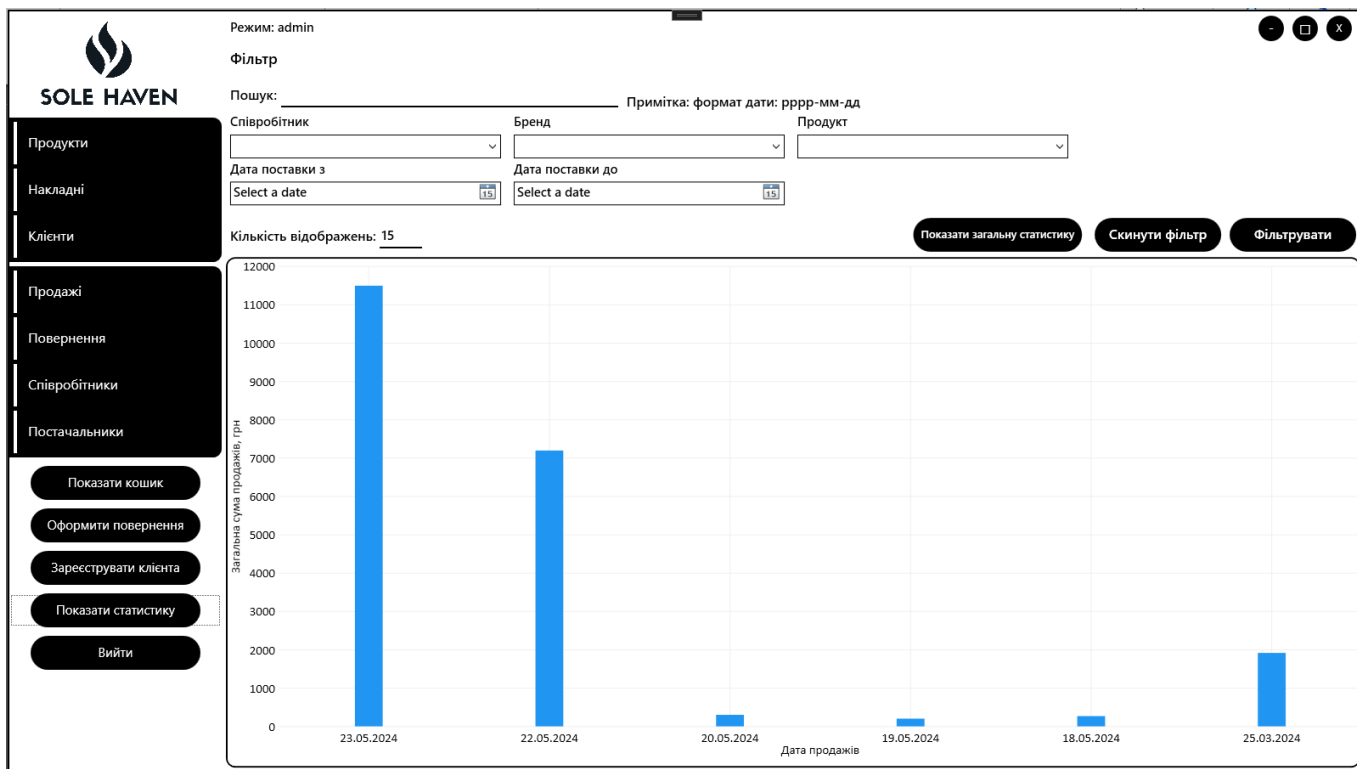 SOLE HAVEN
Продукти
Накладні
Клієнти
Продажі
Повернення
Співробітники
Постачальники
Показати кошик
Оформити повернення
Зареєструвати клієнта
Показати статистику
Вийти
Режим: admin
- □ X
Фільтр
Пошук: Примітка: формат дати: рррр-мм-дд
Співробітник Бренд Продукт
Дата поставки з Дата поставки до
Select a date 15 Select a date 15
Кількість відображень: 15 Показати загальну статистику Скинути фільтр Фільтрувати
Загальна сума продажів, грн
12000
11000
10000
9000
8000
7000
6000
5000
4000
3000
2000
1000
0
23.05.2024 22.05.2024 20.05.2024 19.05.2024 18.05.2024 25.03.2024
Дата продажів